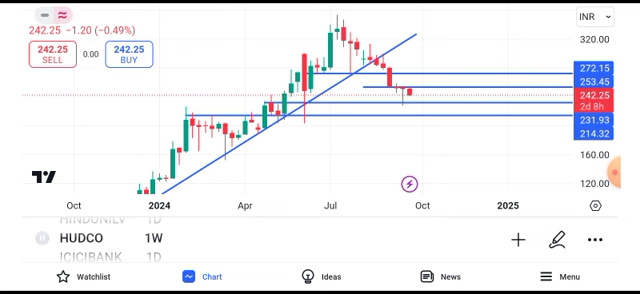 INR
242.25 −1.20 (−0.49%)
242.25
SELL
0.00
242.25
BUY
320.00
272.15
253.45
242.25
2d 8h
231.93
214.32
160.00
120.00
Oct
2024
Apr
Jul
Oct
2025
HINDUNILV 1D
H HUDCO 1W
ICICIBANK 1D
Watchlist
Chart
Ideas
News
Menu